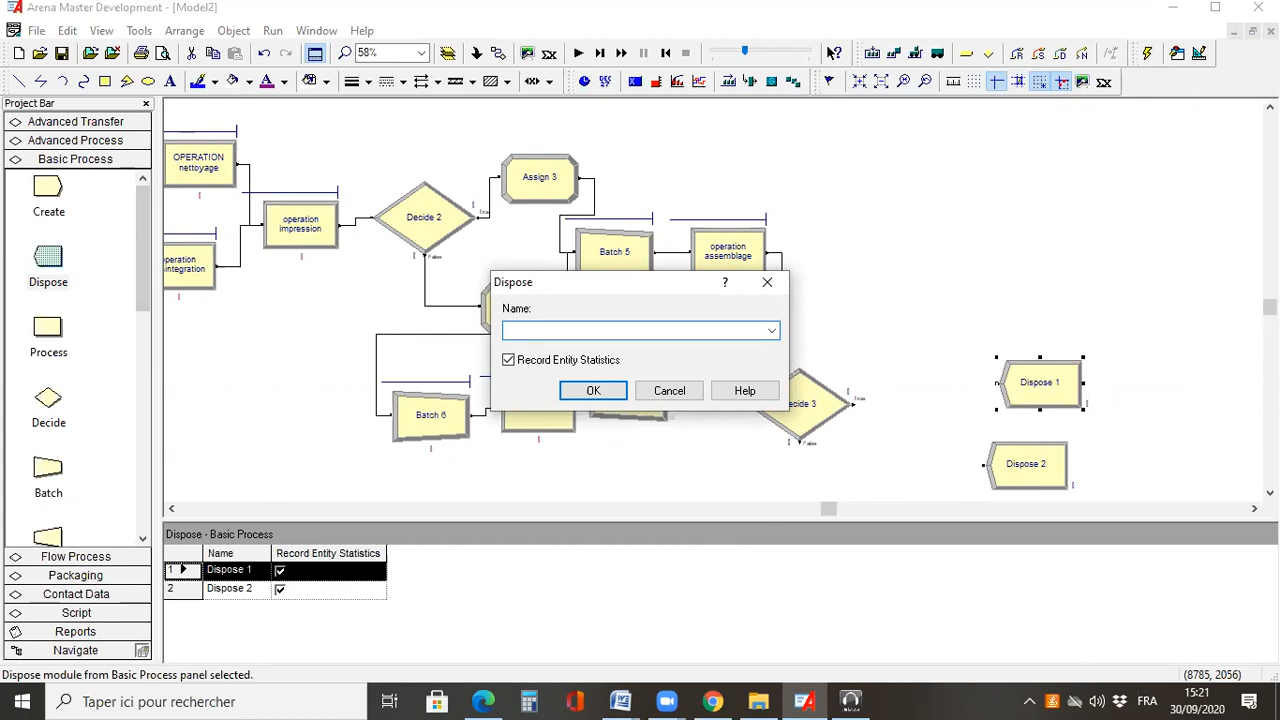 Arena Master Development - [Model2]
File Edit View Tools Arrange Object Run Window Help
58%
Project Bar
Advanced Transfer
Advanced Process
Basic Process
Create
Dispose
Process
Decide
Batch
Flow Process
Packaging
Contact Data
Script
Reports
Navigate
OPERATION
nettoyage
operation
impression
Decide 2
True
False
Assign 3
Batch 5
operation
assemblage
Batch 6
True
False
Dispose 1
Dispose 2
Dispose
Name:
Record Entity Statistics
OK Cancel Help
Dispose - Basic Process
Name Record Entity Statistics
1 Dispose 1
2 Dispose 2
Dispose module from Basic Process panel selected.
(8785, 2056)
Taper ici pour rechercher
FRA
15:21
30/09/2020